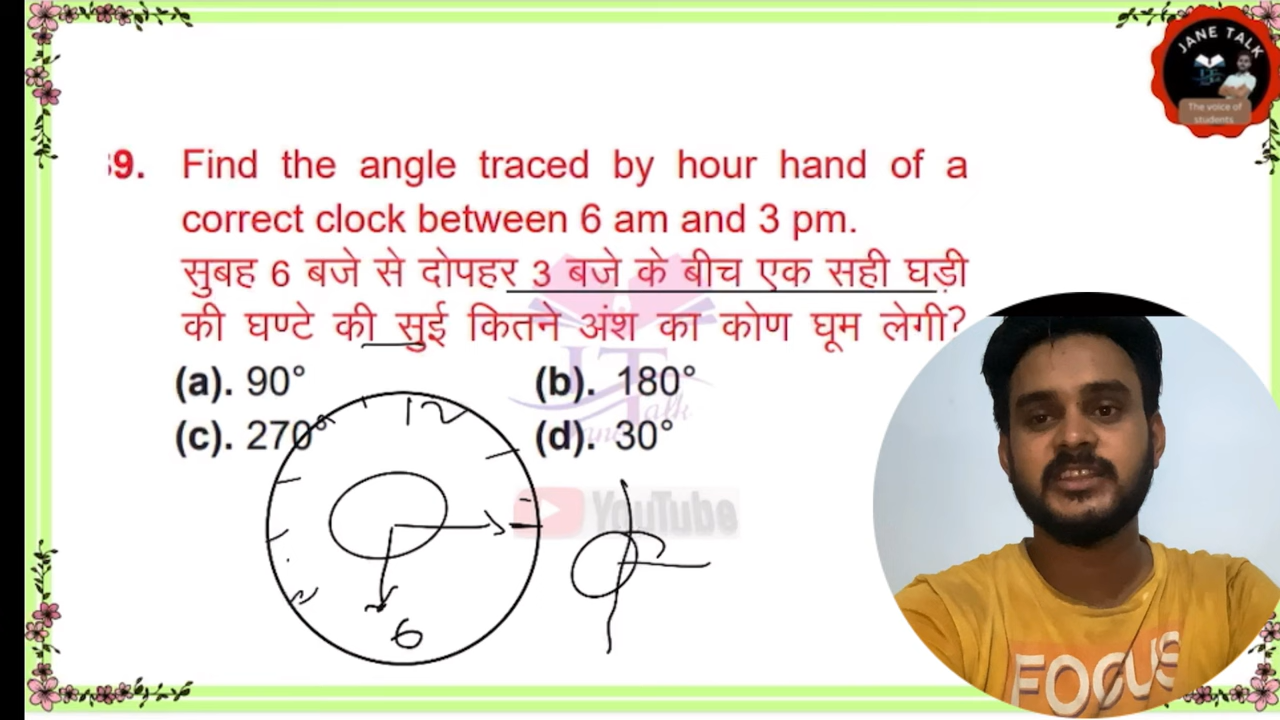 JANE TALK
The voice of
students
39. Find the angle traced by hour hand of a
correct clock between 6 am and 3 pm.
सुबह 6 बजे से दोपहर 3 बजे के बीच एक सही घड़ी
की घण्टे की सुई कितने अंश का कोण घूम लेगी?
(a). 90° (b). 180°
(c). 270° (d). 30°
12
6
YouTube
FOCUS